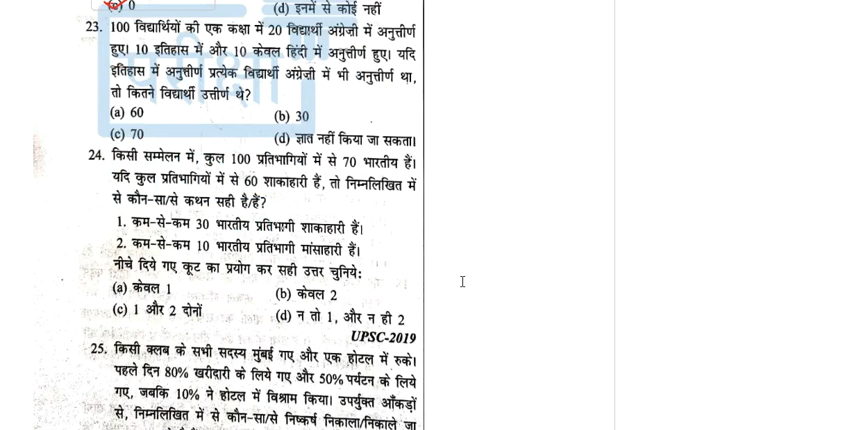 (c) 0 (d) इनमें से कोई नहीं
23. 100 विद्यार्थियों की एक कक्षा में 20 विद्यार्थी अंग्रेजी में अनुत्तीर्ण
हुए। 10 इतिहास में और 10 केवल हिंदी में अनुत्तीर्ण हुए। यदि
इतिहास में अनुत्तीर्ण प्रत्येक विद्यार्थी अंग्रेजी में भी अनुत्तीर्ण था,
तो कितने विद्यार्थी उत्तीर्ण थे?
(a) 60 (b) 30
(c) 70 (d) ज्ञात नहीं किया जा सकता।
24. किसी सम्मेलन में, कुल 100 प्रतिभागियों में से 70 भारतीय हैं।
यदि कुल प्रतिभागियों में से 60 शाकाहारी हैं, तो निम्नलिखित में
से कौन-सा/से कथन सही है/हैं?
1. कम-से-कम 30 भारतीय प्रतिभागी शाकाहारी हैं।
2. कम-से-कम 10 भारतीय प्रतिभागी मांसाहारी हैं।
नीचे दिये गए कूट का प्रयोग कर सही उत्तर चुनिये:
(a) केवल 1 (b) केवल 2
(c) 1 और 2 दोनों (d) न तो 1, और न ही 2
UPSC-2019
25. किसी क्लब के सभी सदस्य मुंबई गए और एक होटल में रुके।
पहले दिन 80% खरीदारी के लिये गए और 50% पर्यटन के लिये
गए, जबकि 10% ने होटल में विश्राम किया। उपर्युक्त आँकड़ों
से, निम्नलिखित में से कौन-सा/से निष्कर्ष निकाला/निकाले जा